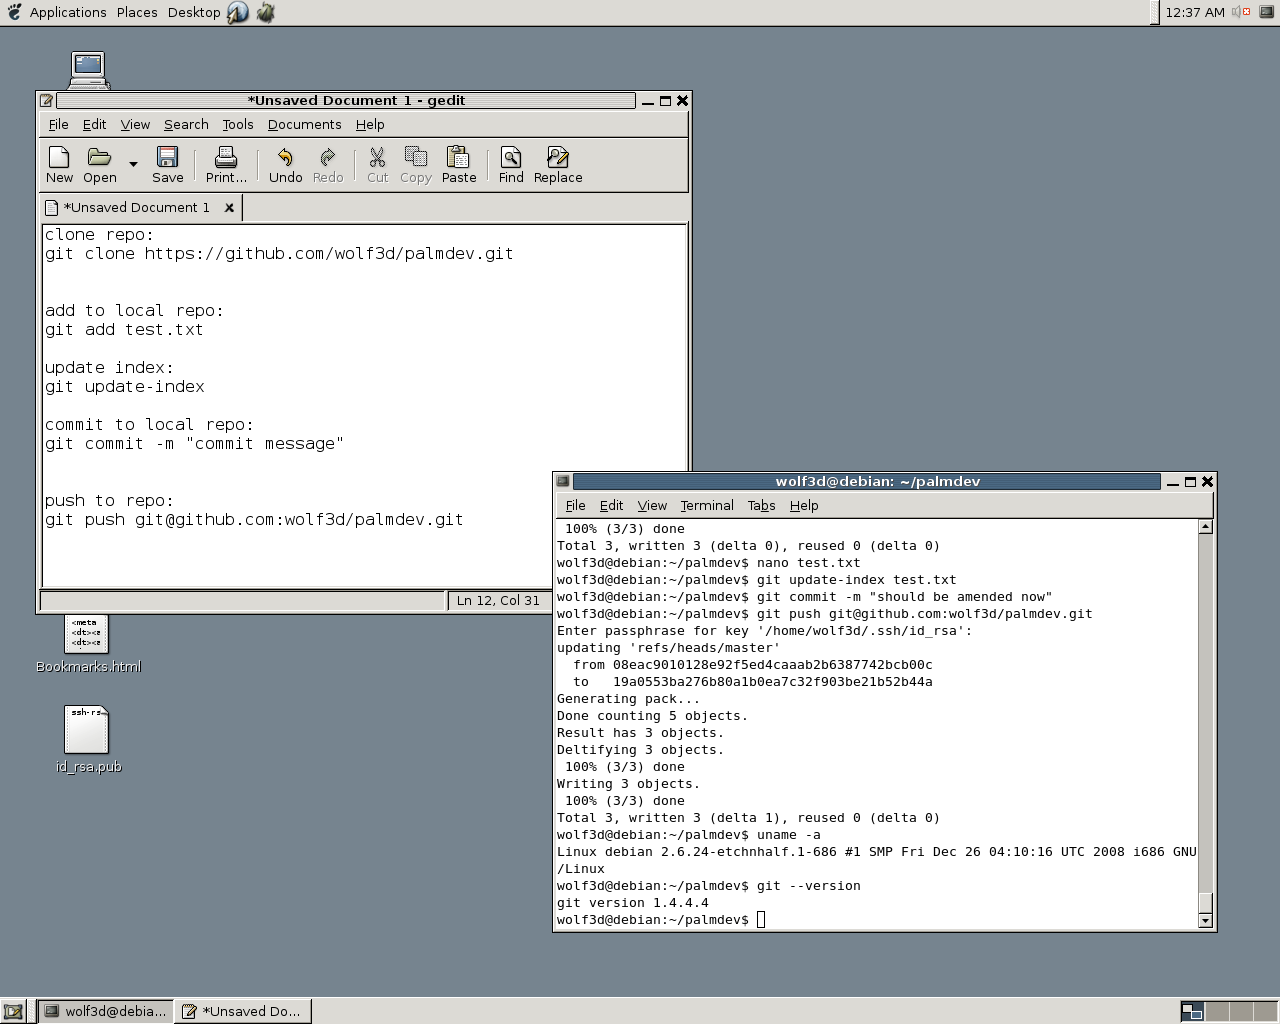 Applications Places Desktop
12:37 AM
*Unsaved Document 1 - gedit
File Edit View Search Tools Documents Help
New Open Save Print... Undo Redo Cut Copy Paste Find Replace
*Unsaved Document 1
clone repo:
git clone https://github.com/wolf3d/palmdev.git
add to local repo:
git add test.txt
update index:
git update-index
commit to local repo:
git commit -m "commit message"
push to repo:
git push git@github.com:wolf3d/palmdev.git
Ln 12, Col 31
wolf3d@debian: ~/palmdev
File Edit View Terminal Tabs Help
100% (3/3) done
Total 3, written 3 (delta 0), reused 0 (delta 0)
wolf3d@debian:~/palmdev$ nano test.txt
wolf3d@debian:~/palmdev$ git update-index test.txt
wolf3d@debian:~/palmdev$ git commit -m "should be amended now"
wolf3d@debian:~/palmdev$ git push git@github.com:wolf3d/palmdev.git
Enter passphrase for key '/home/wolf3d/.ssh/id_rsa':
updating 'refs/heads/master'
from 08eac9010128e92f5ed4caaab2b6387742bcb00c
to 19a0553ba276b80a1b0ea7c32f903be21b52b44a
Generating pack...
Done counting 5 objects.
Result has 3 objects.
Deltifying 3 objects.
100% (3/3) done
Writing 3 objects.
100% (3/3) done
Total 3, written 3 (delta 1), reused 0 (delta 0)
wolf3d@debian:~/palmdev$ uname -a
Linux debian 2.6.24-etchnhalf.1-686 #1 SMP Fri Dec 26 04:10:16 UTC 2008 i686 GNU
/Linux
wolf3d@debian:~/palmdev$ git --version
git version 1.4.4.4
wolf3d@debian:~/palmdev$
<meta
<dt><a
<dt><a
Bookmarks.html
ssh-rs
id_rsa.pub
wolf3d@debia...
*Unsaved Do...